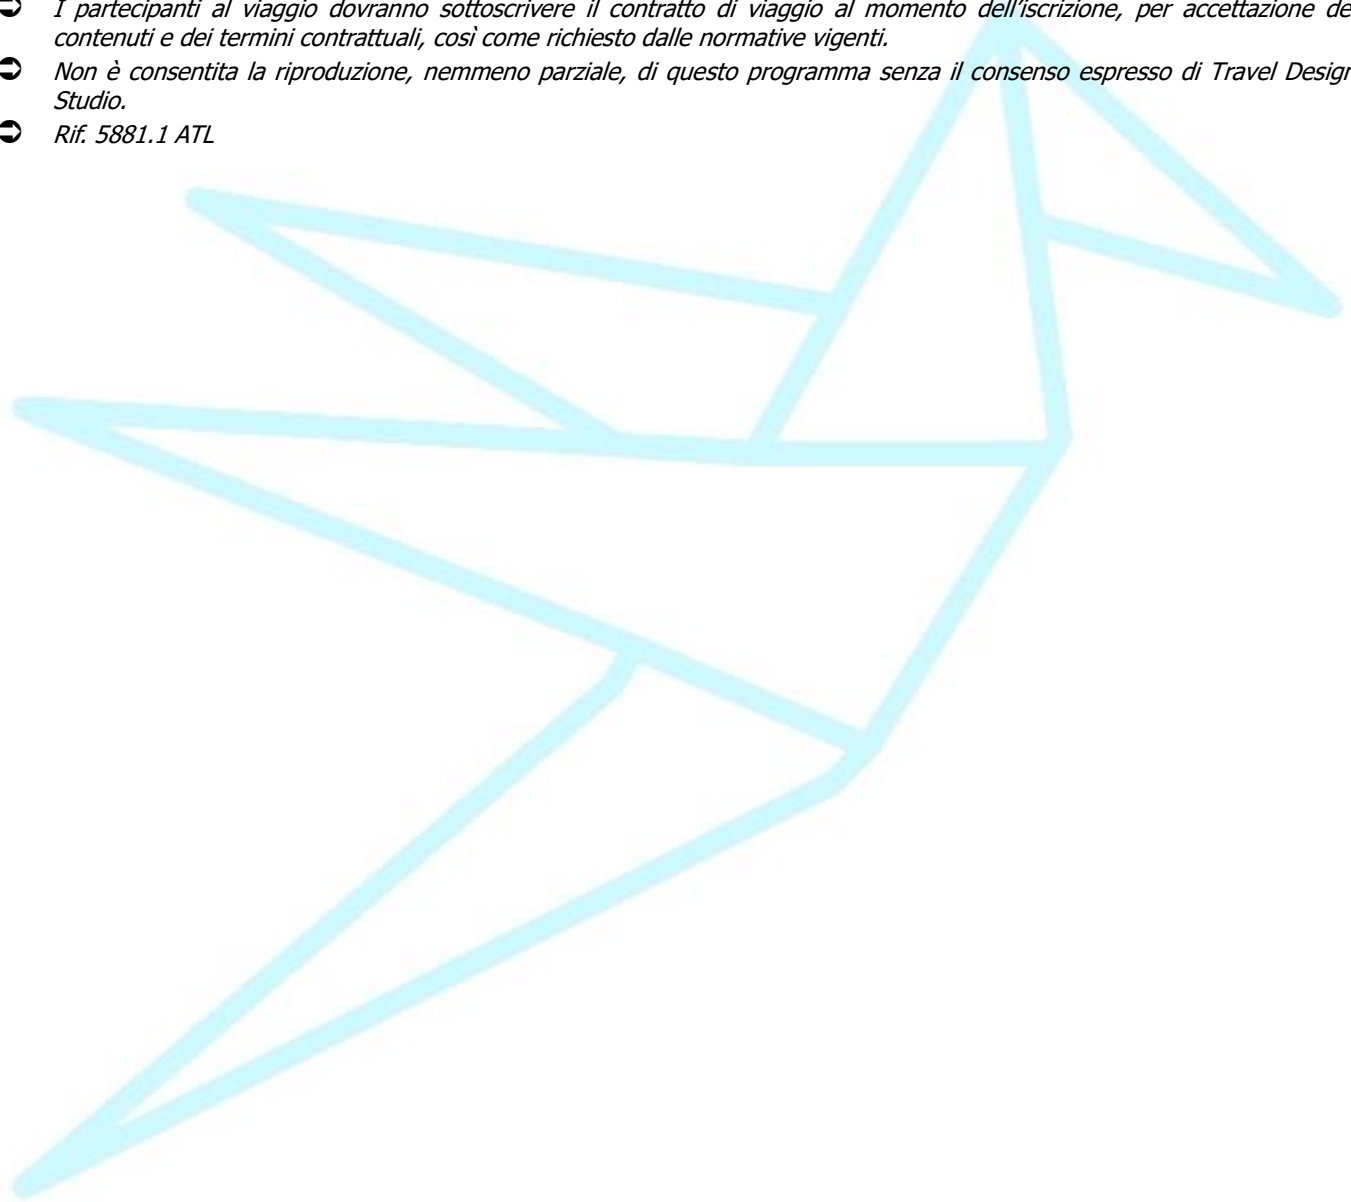 I partecipanti al viaggio dovranno sottoscrivere il contratto di viaggio al momento dell'iscrizione, per accettazione de
contenuti e dei termini contrattuali, così come richiesto dalle normative vigenti.
Non è consentita la riproduzione, nemmeno parziale, di questo programma senza il consenso espresso di Travel Design
Studio.
Rif. 5881.1 ATL